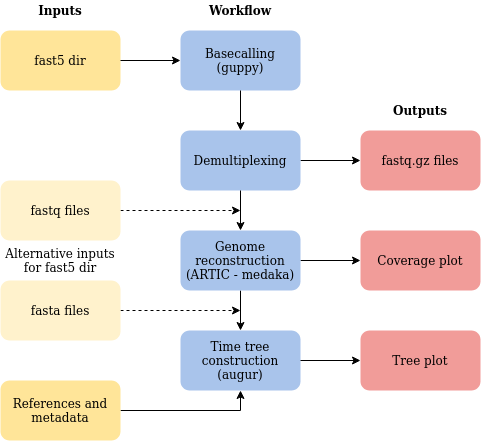 Inputs
Workflow
fast5 dir
Basecalling
(guppy)
Outputs
Demultiplexing
fastq.gz files
fastq files
Alternative inputs
for fast5 dir
Genome
reconstruction
(ARTIC - medaka)
Coverage plot
fasta files
Time tree
construction
(augur)
Tree plot
References and
metadata